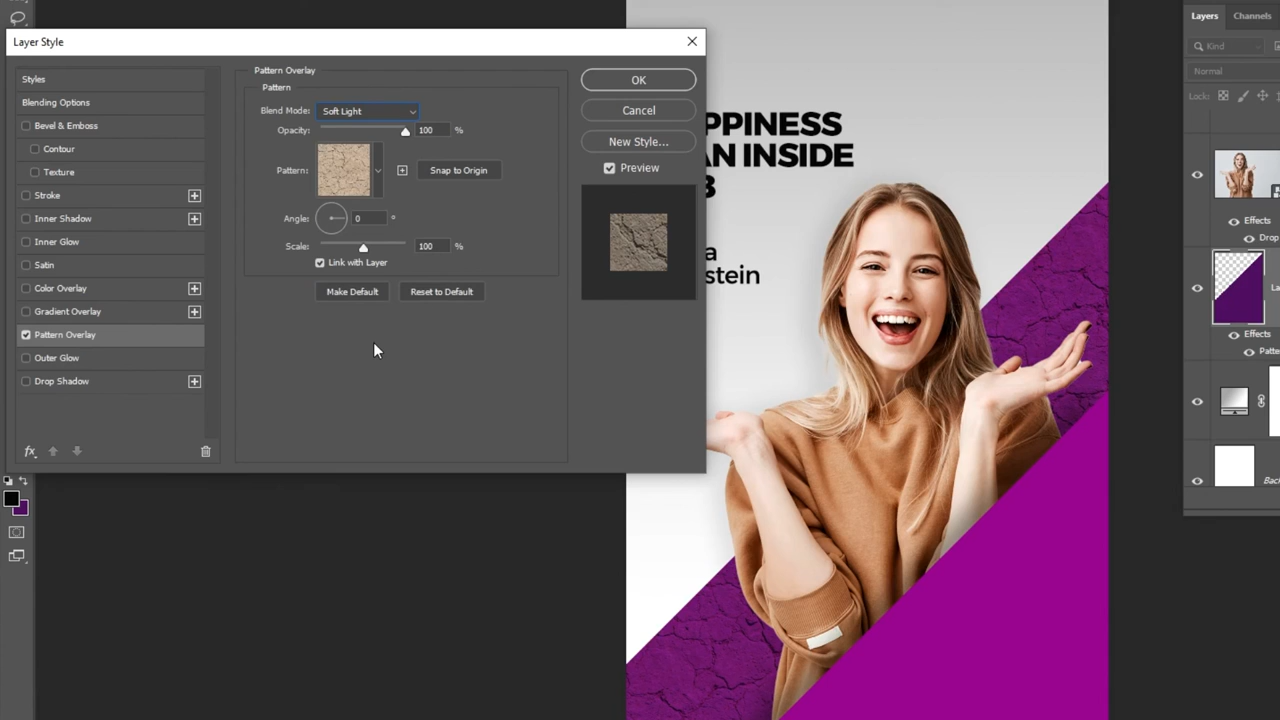 Layer Style
Styles
Blending Options
Bevel & Emboss
Contour
Texture
Stroke
Inner Shadow
Inner Glow
Satin
Color Overlay
Gradient Overlay
Pattern Overlay
Outer Glow
Drop Shadow
fx
Pattern Overlay
Pattern
Blend Mode: Soft Light
Opacity: 100 %
Pattern: Snap to Origin
Angle: 0 °
Scale: 100 %
Link with Layer
Make Default
Reset to Default
OK
Cancel
New Style...
Preview
PPINESS
AN INSIDE
a
stein
Layers
Channels
Kind
Normal
Lock:
Effects
Drop
La
Effects
Patte
Bac